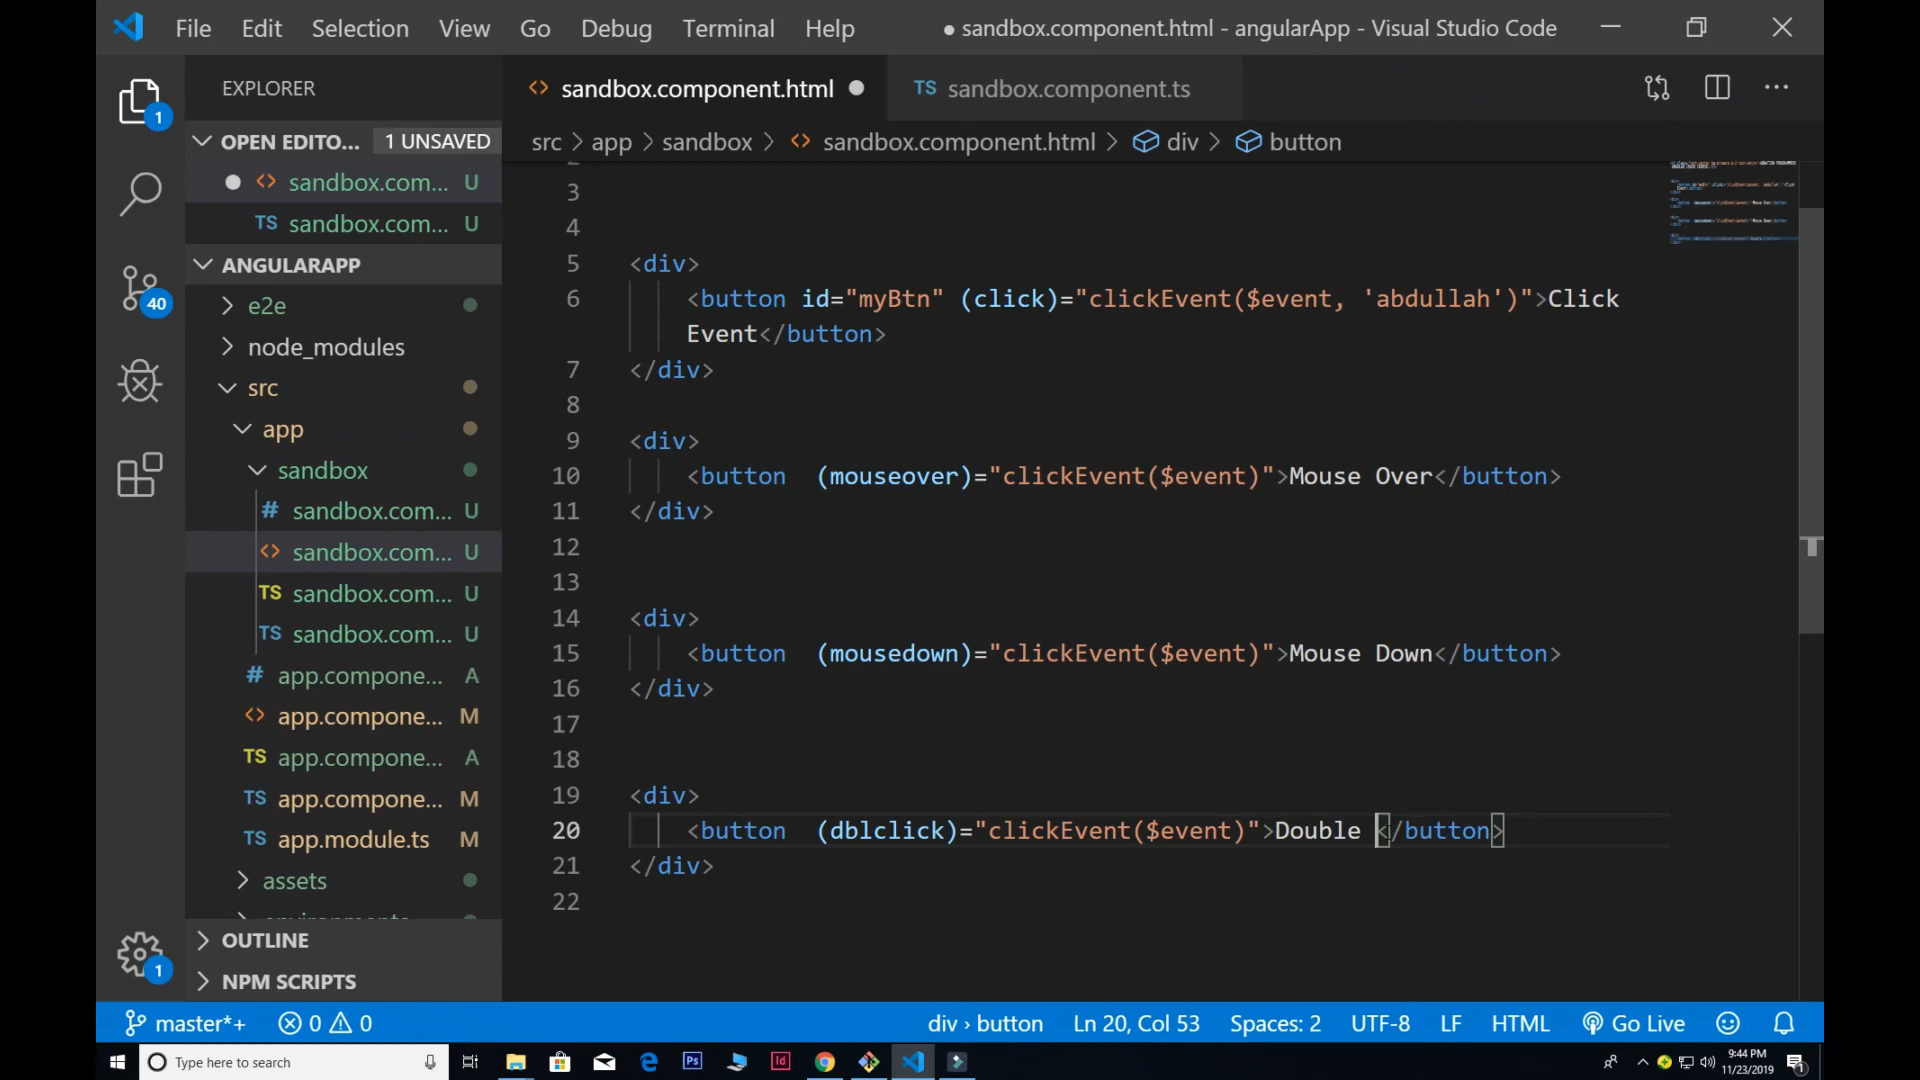 File Edit Selection View Go Debug Terminal Help ● sandbox.component.html - angularApp - Visual Studio Code
EXPLORER
<> sandbox.component.html ●
TS sandbox.component.ts
1
OPEN EDITO... 1 UNSAVED
src > app > sandbox > <> sandbox.component.html > div > button
<> sandbox.com... U
TS sandbox.com... U
ANGULARAPP
40
e2e
node_modules
src
app
sandbox
# sandbox.com... U
<> sandbox.com... U
TS sandbox.com... U
TS sandbox.com... U
# app.compone... A
<> app.compone... M
TS app.compone... A
TS app.compone... M
TS app.module.ts M
assets
OUTLINE
NPM SCRIPTS
1
3
4
5 <div>
6 <button id="myBtn" (click)="clickEvent($event, 'abdullah')">Click
Event</button>
7 </div>
8
9 <div>
10 <button  (mouseover)="clickEvent($event)">Mouse Over</button>
11 </div>
12
13
14 <div>
15 <button  (mousedown)="clickEvent($event)">Mouse Down</button>
16 </div>
17
18
19 <div>
20 <button  (dblclick)="clickEvent($event)">Double </button>
21 </div>
22
master*+ 0 0 div › button Ln 20, Col 53 Spaces: 2 UTF-8 LF HTML Go Live
Type here to search
Ps
Id
9:44 PM
11/23/2019
1